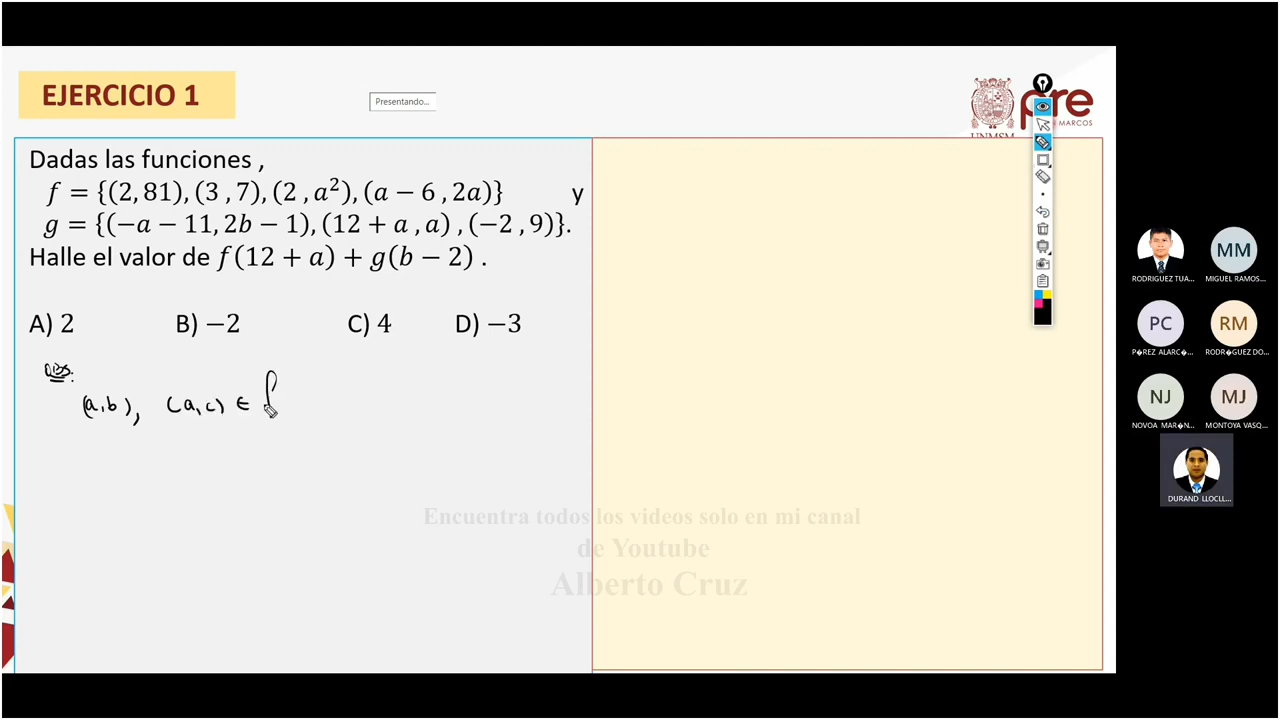 EJERCICIO 1
Presentando...
UNMSM
pre
N MARCOS
Dadas las funciones ,
f = {(2, 81), (3 , 7), (2 , a²), (a − 6 , 2a)} y
g = {(−a − 11, 2b − 1), (12 + a , a) , (−2 , 9)}.
Halle el valor de f(12 + a) + g(b − 2) .
A) 2 B) −2 C) 4 D) −3
Obs:
(a,b), (a,c) ∈ f
Encuentra todos los videos solo en mi canal
de Youtube
Alberto Cruz
RODRIGUEZ TUA...
MM
MIGUEL RAMOS...
PC
P�REZ ALARC�...
RM
RODR�GUEZ DO...
NJ
NOVOA MAR�N...
MJ
MONTOYA VASQ...
DURAND LLOCLL...